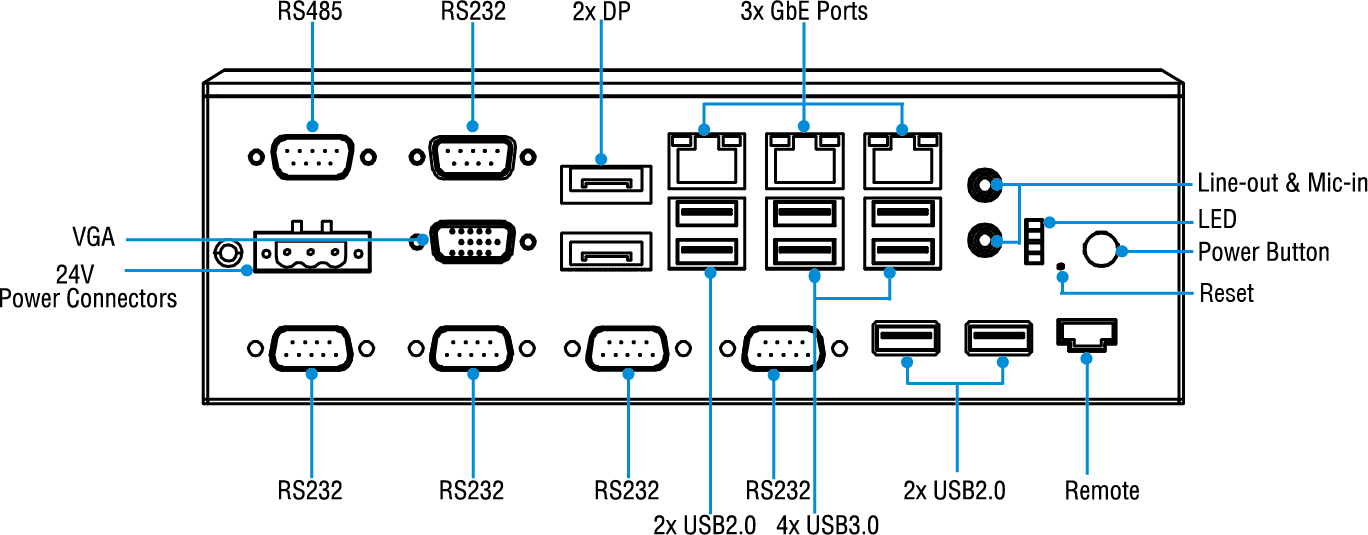 RS485
RS232
2x DP
3x GbE Ports
Line-out & Mic-in
LED
VGA
Power Button
24V
Power Connectors
Reset
RS232
RS232
RS232
RS232
2x USB2.0
Remote
2x USB2.0
4x USB3.0